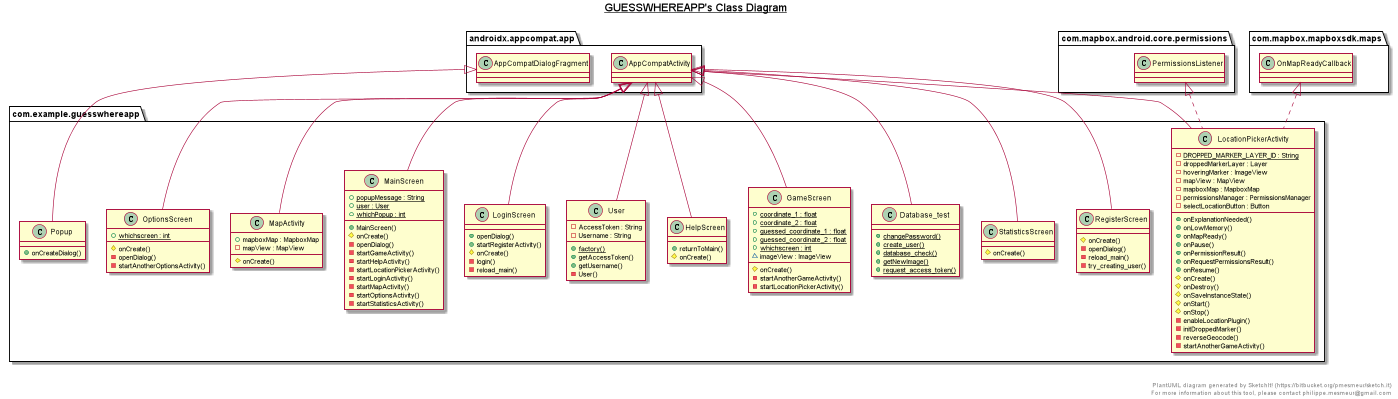 GUESSWHEREAPP's Class Diagram
androidx.appcompat.app
AppCompatDialogFragment
AppCompatActivity
com.mapbox.android.core.permissions
PermissionsListener
com.mapbox.mapboxsdk.maps
OnMapReadyCallback
com.example.guesswhereapp
Popup
onCreateDialog()
OptionsScreen
whichscreen : int
onCreate()
openDialog()
startAnotherOptionsActivity()
MapActivity
mapboxMap : MapboxMap
mapView : MapView
onCreate()
MainScreen
popupMessage : String
user : User
whichPopup : int
MainScreen()
onCreate()
openDialog()
startGameActivity()
startHelpActivity()
startLocationPickerActivity()
startLoginActivity()
startMapActivity()
startOptionsActivity()
startStatisticsActivity()
LoginScreen
openDialog()
startRegisterActivity()
onCreate()
login()
reload_main()
User
AccessToken : String
Username : String
factory()
getAccessToken()
getUsername()
User()
HelpScreen
returnToMain()
onCreate()
GameScreen
coordinate_1 : float
coordinate_2 : float
guessed_coordinate_1 : float
guessed_coordinate_2 : float
whichscreen : int
imageView : ImageView
onCreate()
startAnotherGameActivity()
startLocationPickerActivity()
Database_test
changePassword()
create_user()
database_check()
getNewImage()
request_access_token()
StatisticsScreen
onCreate()
RegisterScreen
onCreate()
openDialog()
reload_main()
try_creating_user()
LocationPickerActivity
DROPPED_MARKER_LAYER_ID : String
droppedMarkerLayer : Layer
hoveringMarker : ImageView
mapView : MapView
mapboxMap : MapboxMap
permissionsManager : PermissionsManager
selectLocationButton : Button
onExplanationNeeded()
onLowMemory()
onMapReady()
onPause()
onPermissionResult()
onRequestPermissionsResult()
onResume()
onCreate()
onDestroy()
onSaveInstanceState()
onStart()
onStop()
enableLocationPlugin()
initDroppedMarker()
reverseGeocode()
startAnotherGameActivity()
PlantUML diagram generated by SketchIt! (https://bitbucket.org/pmesmeur/sketch.it)
For more information about this tool, please contact philippe.mesmeur@gmail.com